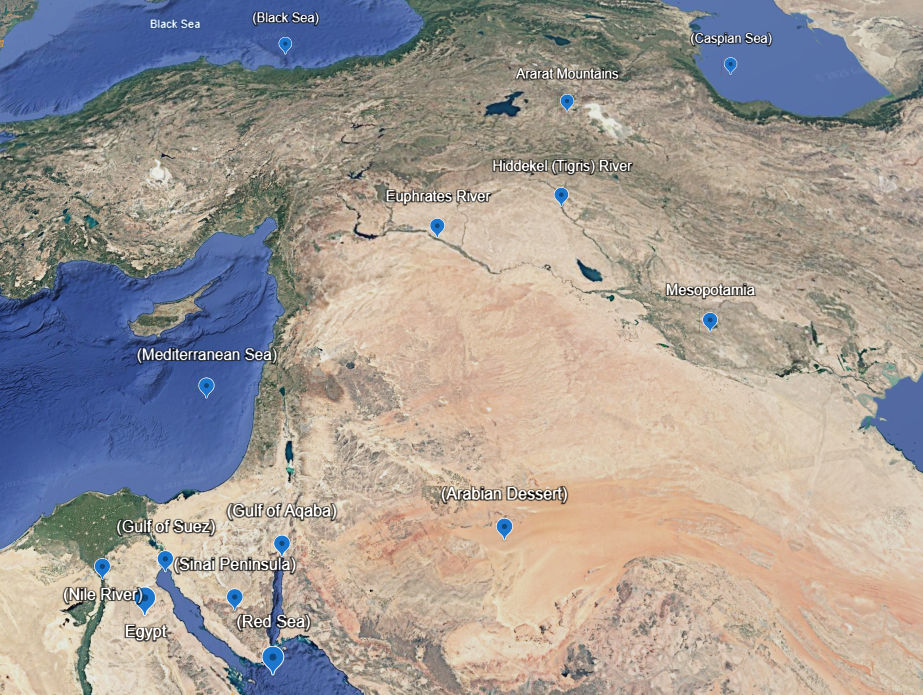 (Black Sea)
Black Sea
(Caspian Sea)
Ararat Mountains
Hiddekel (Tigris) River
Euphrates River
Mesopotamia
(Mediterranean Sea)
(Arabian Dessert)
(Gulf of Aqaba)
(Gulf of Suez)
(Sinai Peninsula)
(Nile River)
(Red Sea)
Egypt